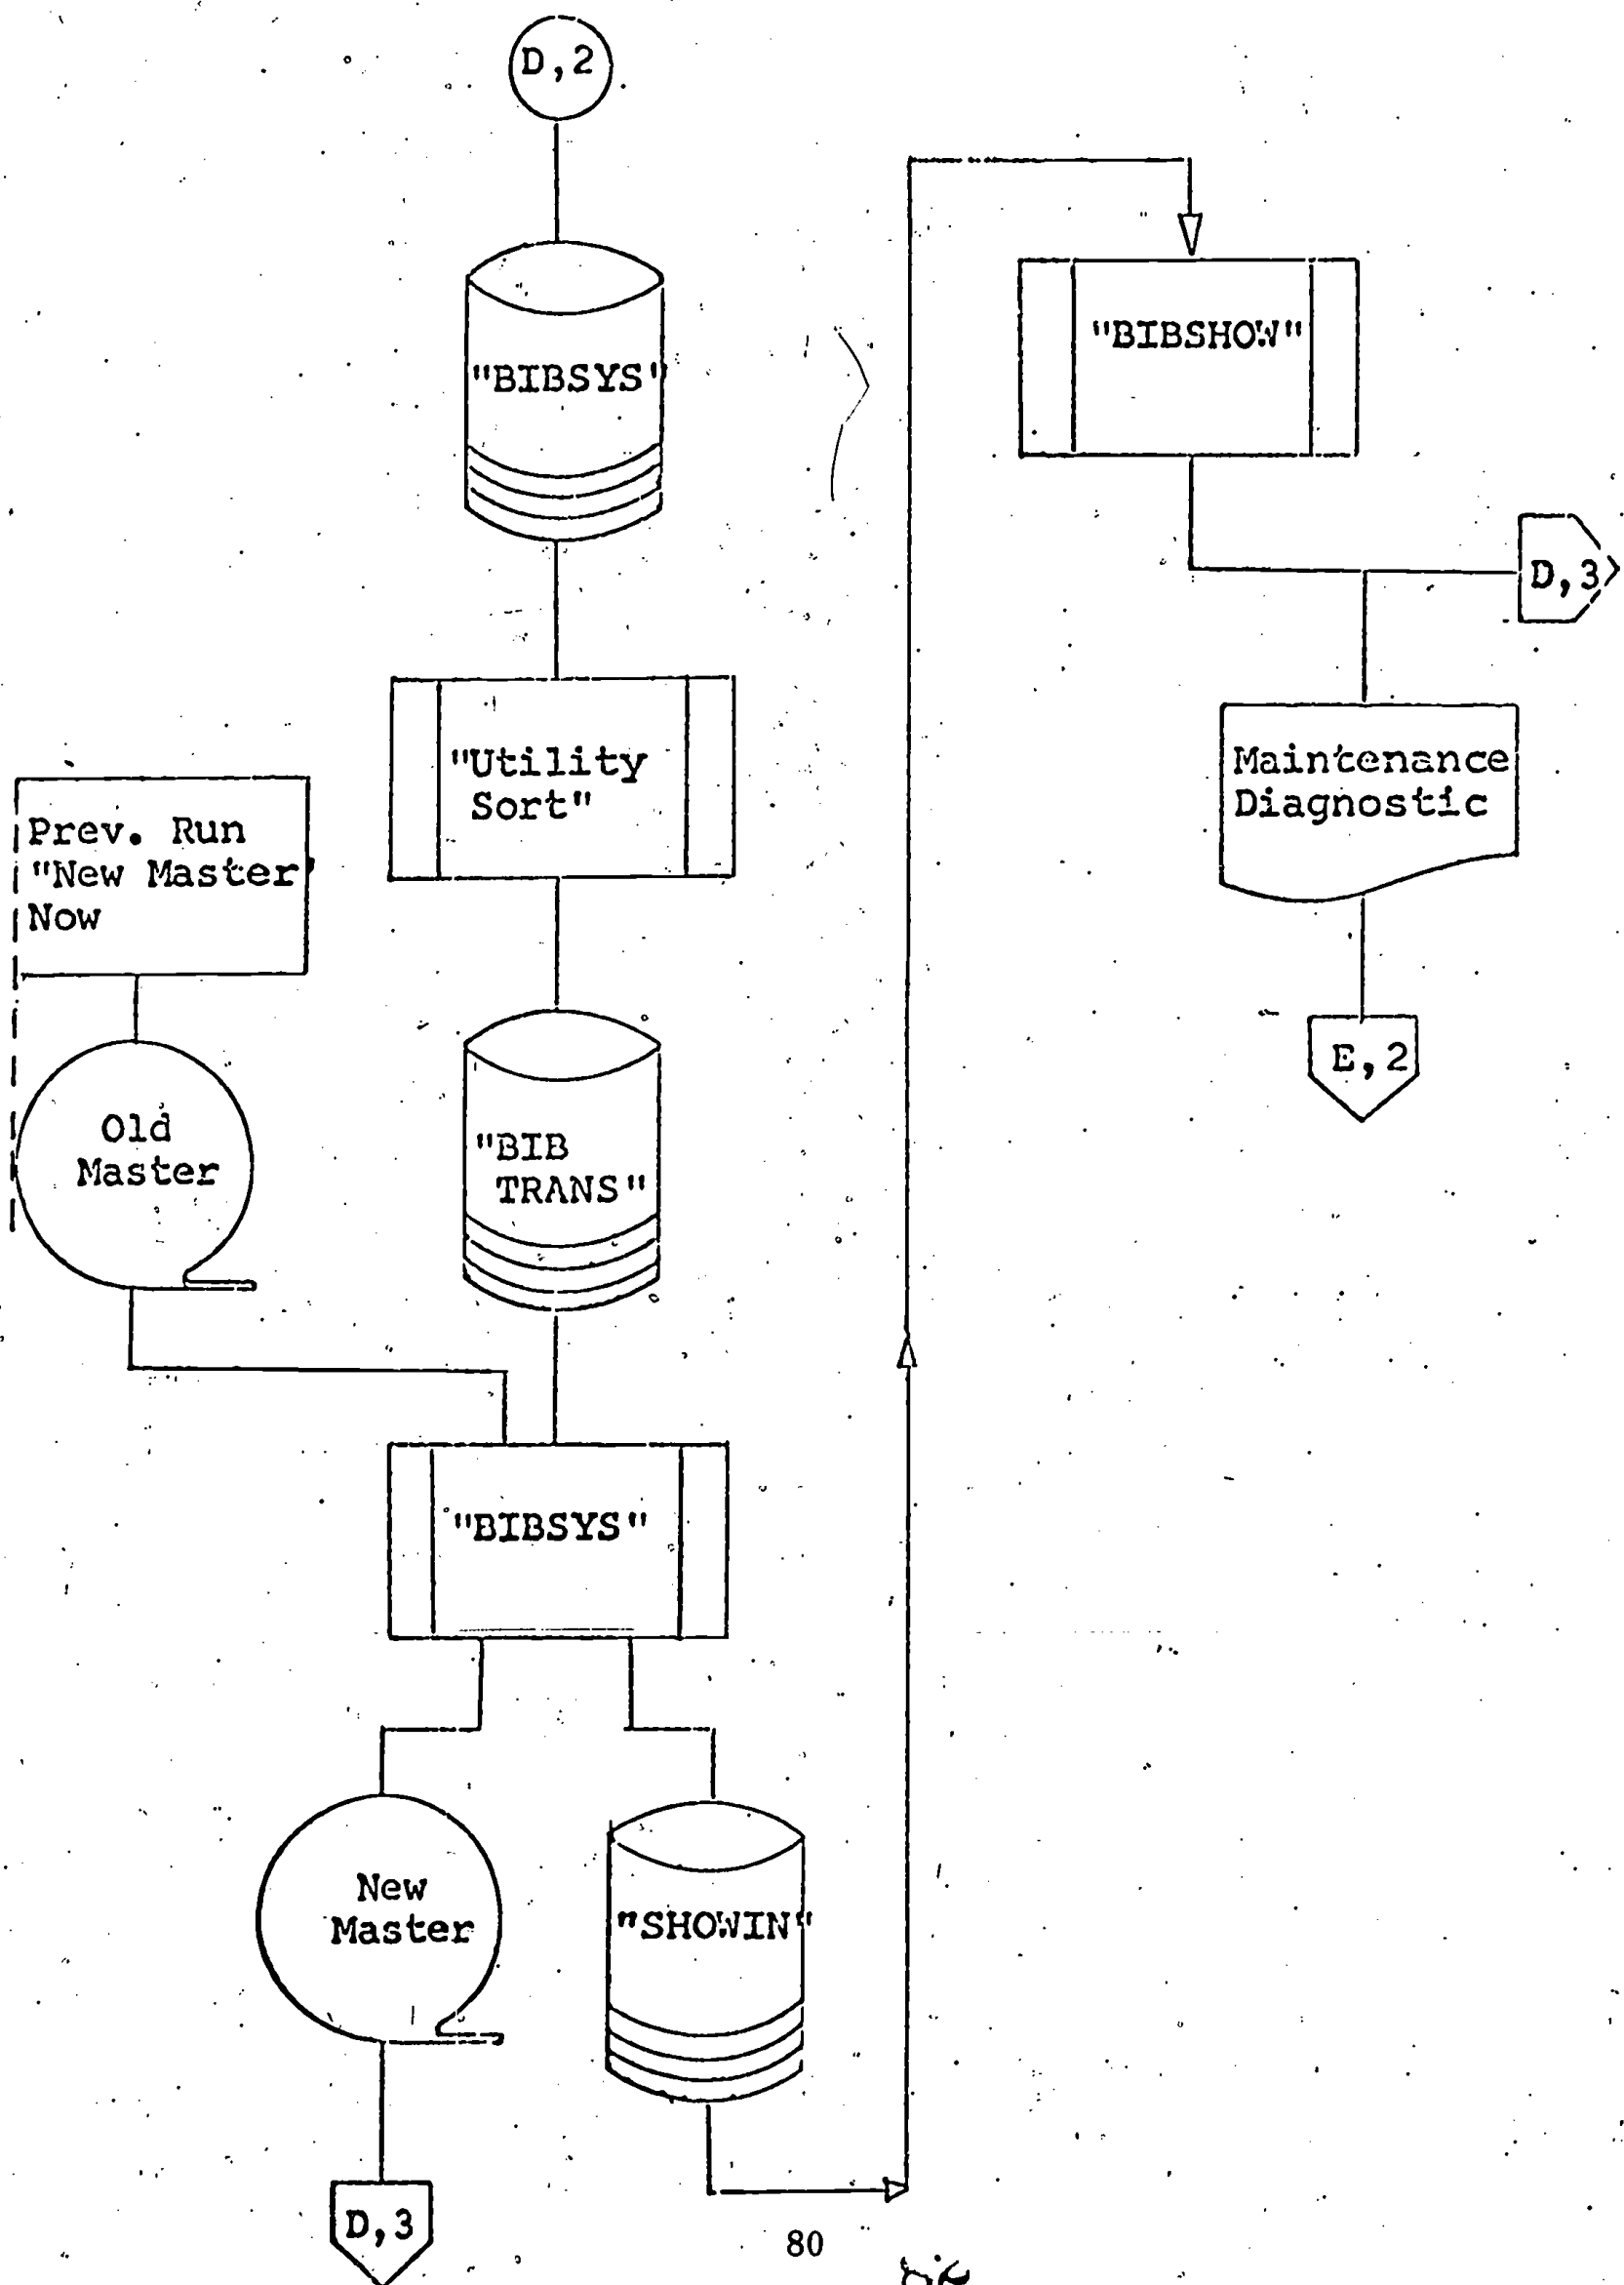 D,2
"BIBSYS"
"Utility
Sort"
Prev. Run
"New Master"
Now
Old
Master
"BIB
TRANS"
"BIBSYS"
New
Master
"SHOWIN"
D,3
"BIBSHOW"
D,3
Maintenance
Diagnostic
E,2
80